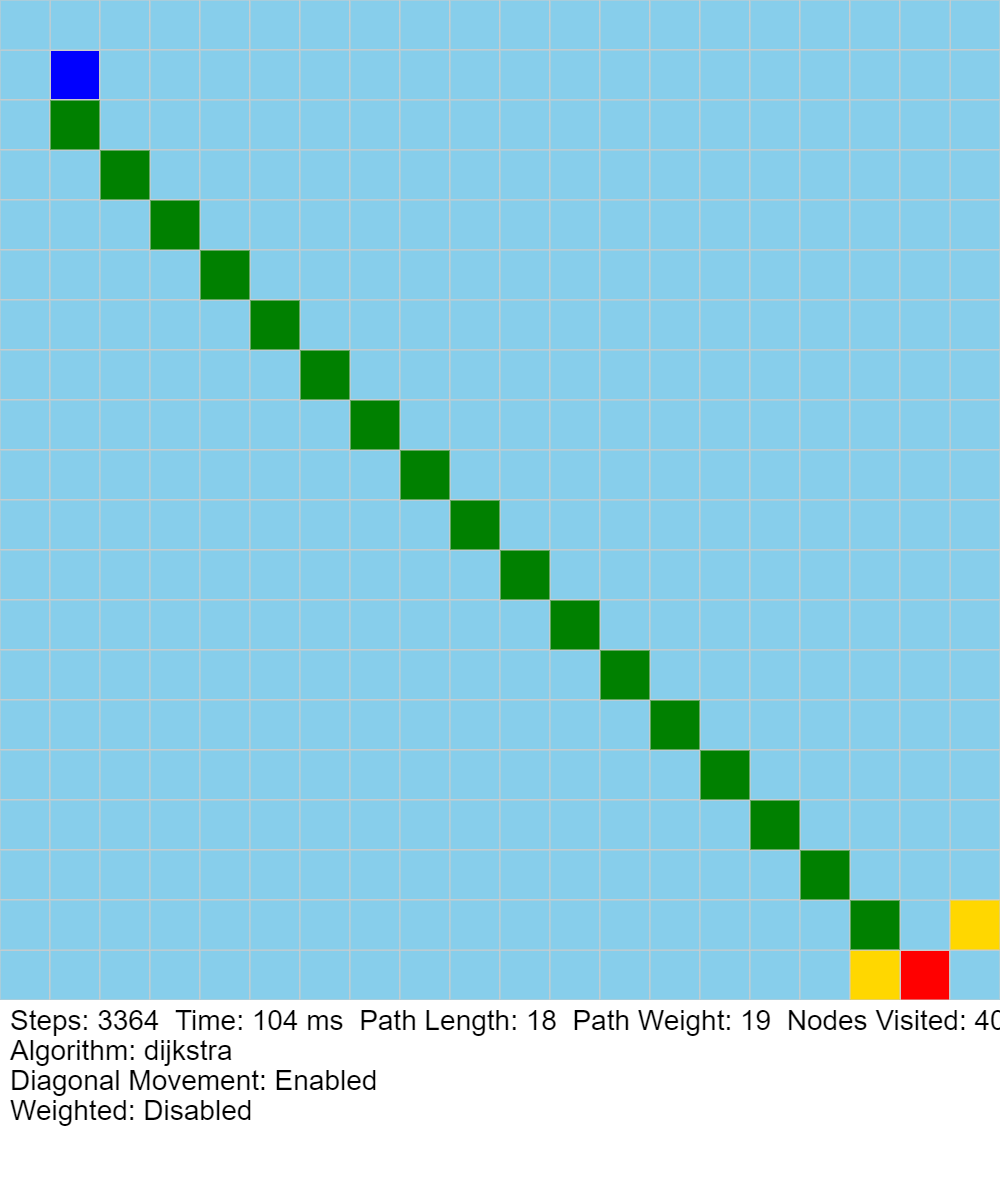 Steps: 3364  Time: 104 ms  Path Length: 18  Path Weight: 19  Nodes Visited: 40
Algorithm: dijkstra
Diagonal Movement: Enabled
Weighted: Disabled